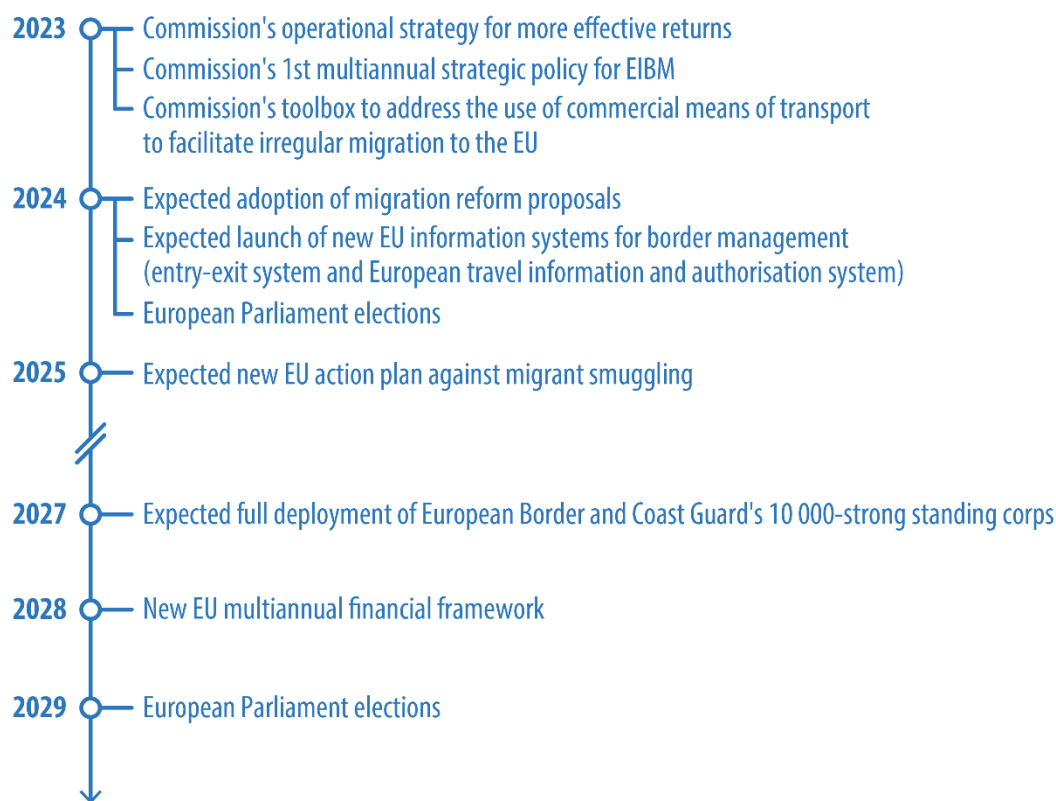 2023 Commission's operational strategy for more effective returns
Commission's 1st multiannual strategic policy for EIBM
Commission's toolbox to address the use of commercial means of transport
to facilitate irregular migration to the EU
2024 Expected adoption of migration reform proposals
Expected launch of new EU information systems for border management
(entry-exit system and European travel information and authorisation system)
European Parliament elections
2025 Expected new EU action plan against migrant smuggling
2027 Expected full deployment of European Border and Coast Guard's 10 000-strong standing corps
2028 New EU multiannual financial framework
2029 European Parliament elections